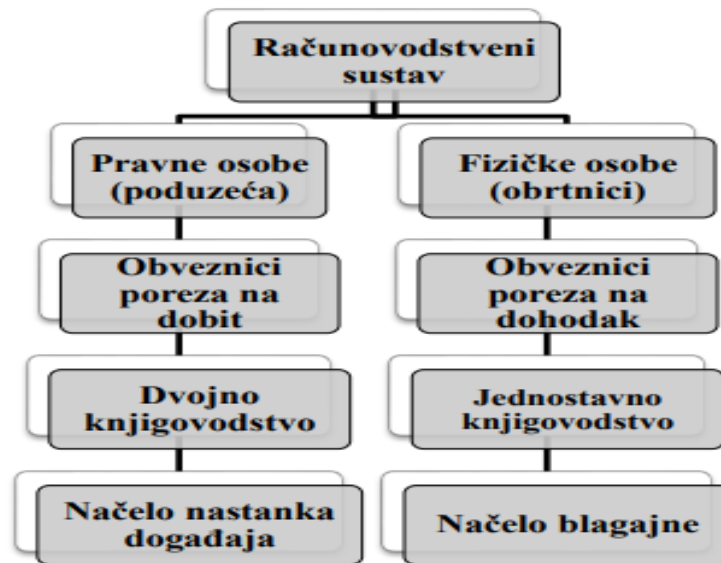 Računovodstveni
sustav
Pravne osobe
(poduzeća)
Fizičke osobe
(obrtnici)
Obveznici
poreza na
dobit
Obveznici
poreza na
dohodak
Dvojno
knjigovodstvo
Jednostavno
knjigovodstvo
Načelo nastanka
događaja
Načelo blagajne